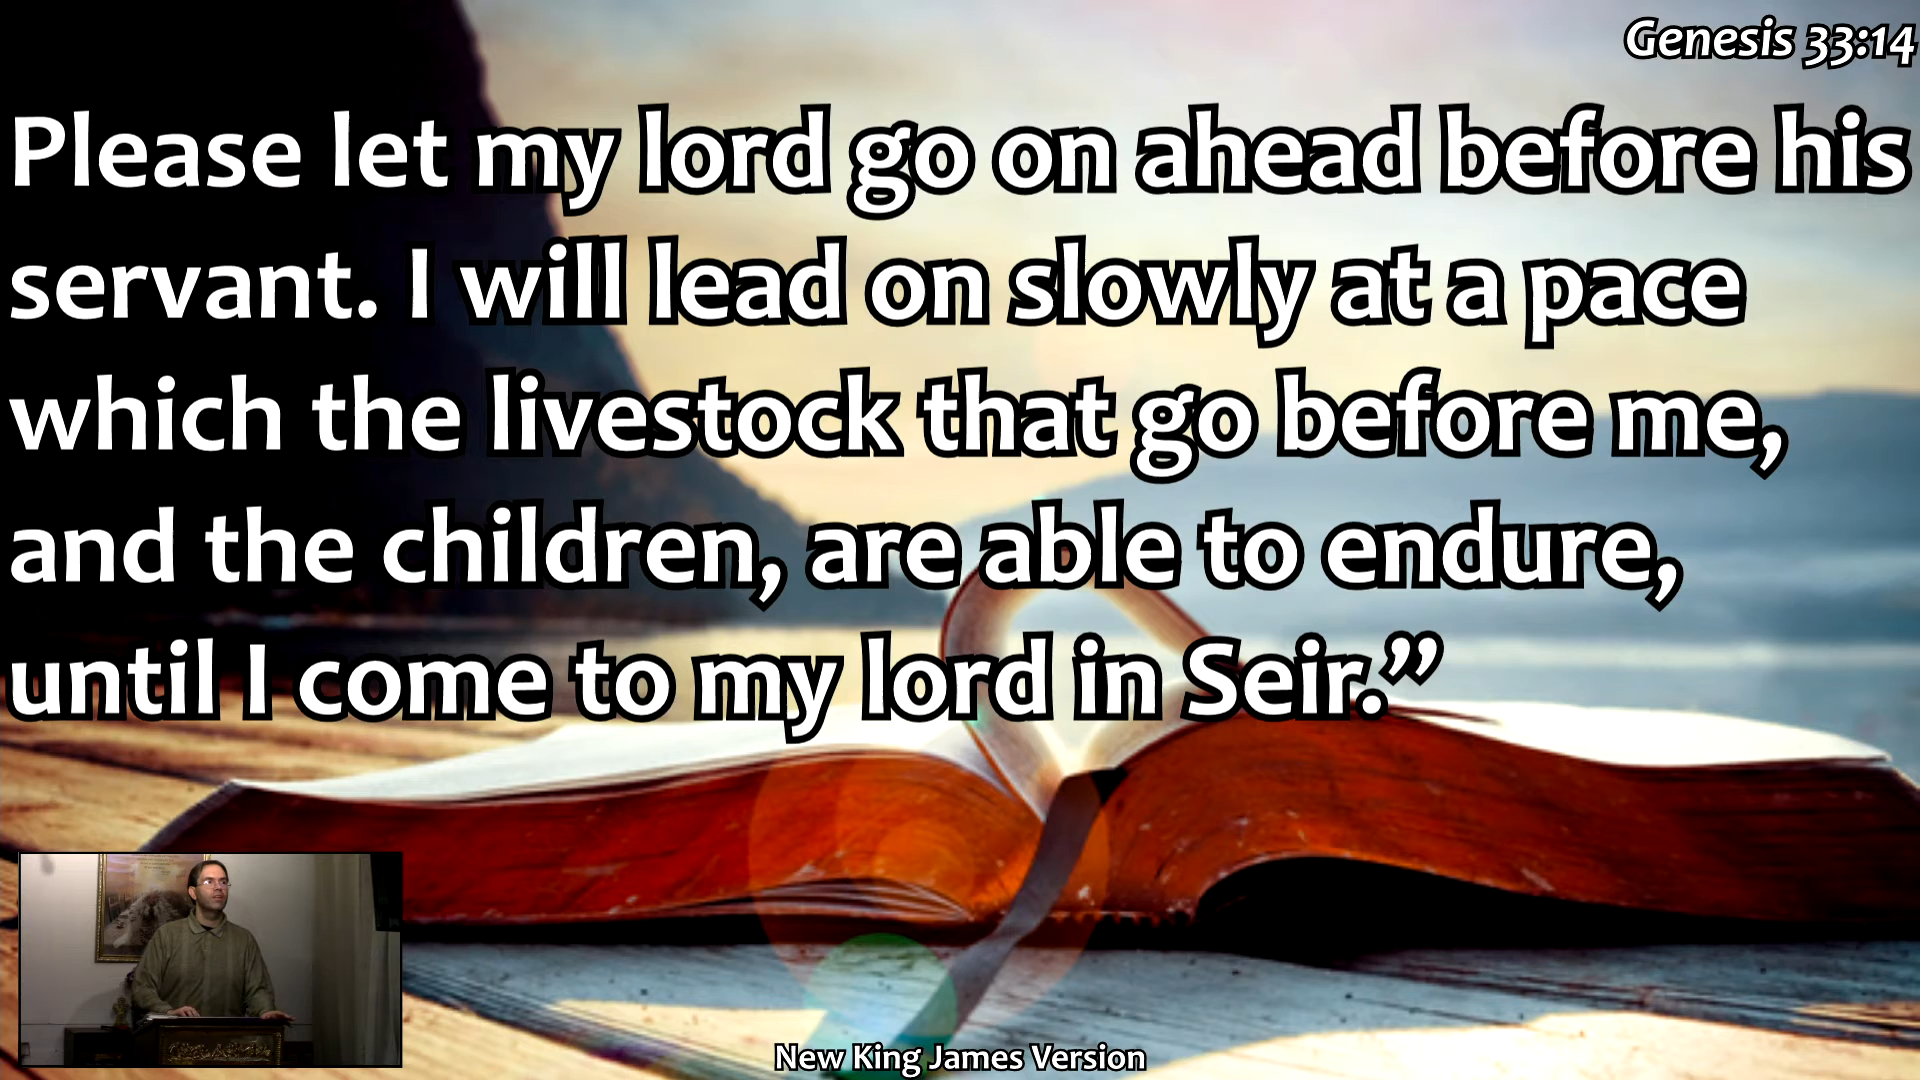 Genesis 33:14
Please let my lord go on ahead before his
servant. I will lead on slowly at a pace
which the livestock that go before me,
and the children, are able to endure,
until I come to my lord in Seir.”
New King James Version